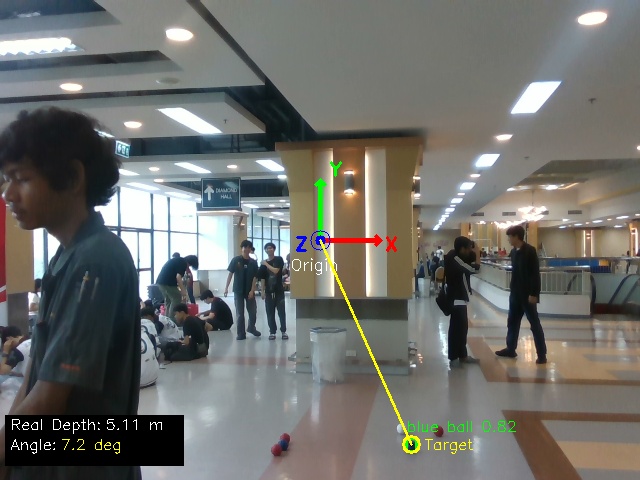 DIAMOND
HALL
Y
Z
X
Origin
blue ball 0.82
Target
Real Depth: 5.11 m
Angle: 7.2 deg